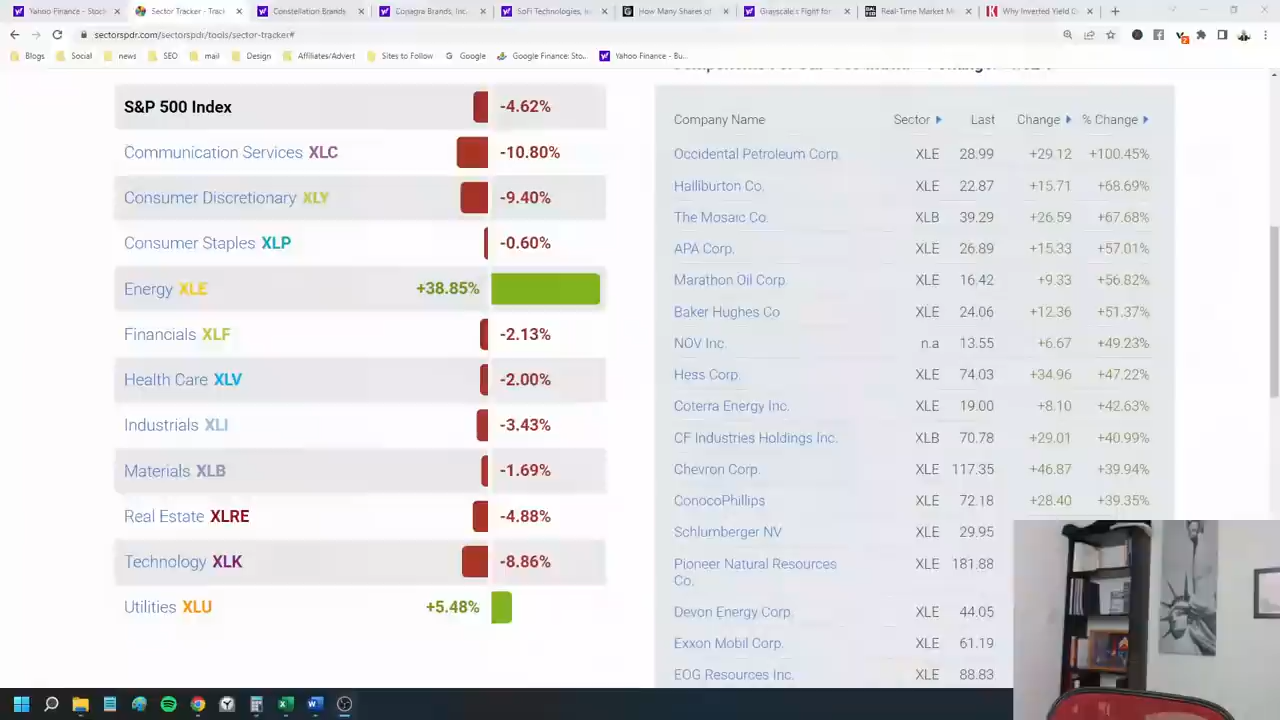 Yahoo Finance - Stock
Sector Tracker - Track
Constellation Brands
Conagra Brands, Inc.
SoFi Technologies, I
How Many Shares of
Grayscale's Fight for
Real-Time Market M
Why Inverted Yield C
sectorspdr.com/sectorspdr/tools/sector-tracker#
Blogs
Social
news
SEO
mail
Design
Affiliates/Advert
Sites to Follow
Google
Google Finance: Sto...
Yahoo Finance - Bu...
S&P 500 Index -4.62%
Communication Services XLC -10.80%
Consumer Discretionary XLY -9.40%
Consumer Staples XLP -0.60%
Energy XLE +38.85%
Financials XLF -2.13%
Health Care XLV -2.00%
Industrials XLI -3.43%
Materials XLB -1.69%
Real Estate XLRE -4.88%
Technology XLK -8.86%
Utilities XLU +5.48%
Company Name Sector Last Change % Change
Occidental Petroleum Corp. XLE 28.99 +29.12 +100.45%
Halliburton Co. XLE 22.87 +15.71 +68.69%
The Mosaic Co. XLB 39.29 +26.59 +67.68%
APA Corp. XLE 26.89 +15.33 +57.01%
Marathon Oil Corp. XLE 16.42 +9.33 +56.82%
Baker Hughes Co XLE 24.06 +12.36 +51.37%
NOV Inc. n.a 13.55 +6.67 +49.23%
Hess Corp. XLE 74.03 +34.96 +47.22%
Coterra Energy Inc. XLE 19.00 +8.10 +42.63%
CF Industries Holdings Inc. XLB 70.78 +29.01 +40.99%
Chevron Corp. XLE 117.35 +46.87 +39.94%
ConocoPhillips XLE 72.18 +28.40 +39.35%
Schlumberger NV XLE 29.95
Pioneer Natural Resources XLE 181.88
Co.
Devon Energy Corp. XLE 44.05
Exxon Mobil Corp. XLE 61.19
EOG Resources Inc. XLE 88.83